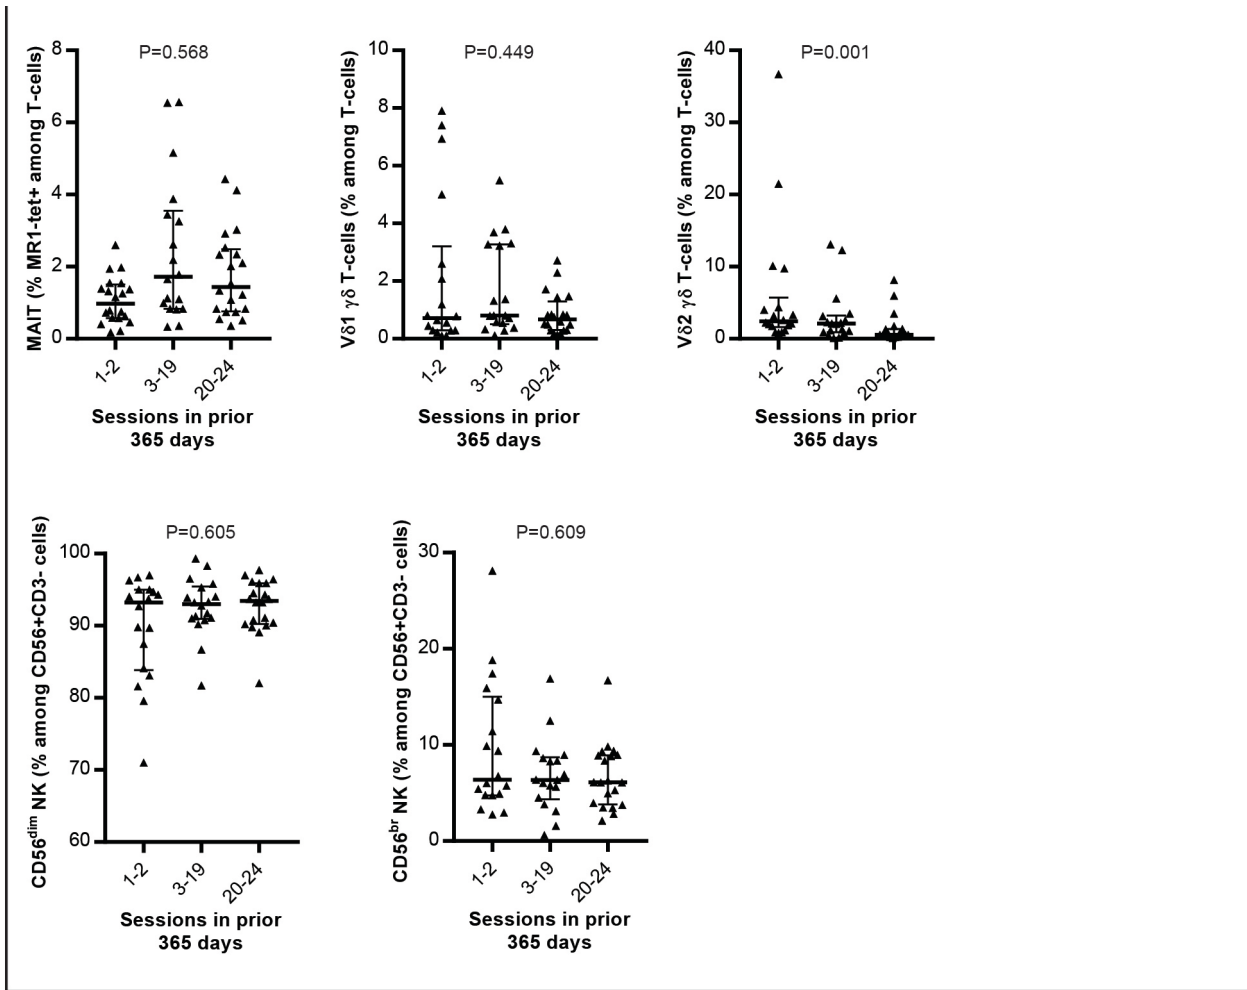 P=0.568
MAIT (% MR1-tet+ among T-cells)
8
6
4
2
0
1-2
3-19
20-24
Sessions in prior
365 days
P=0.449
Vδ1 γδ T-cells (% among T-cells)
10
8
6
4
2
0
1-2
3-19
20-24
Sessions in prior
365 days
P=0.001
Vδ2 γδ T-cells (% among T-cells)
40
30
20
10
0
1-2
3-19
20-24
Sessions in prior
365 days
P=0.605
CD56dim NK (% among CD56+CD3- cells)
100
90
80
70
60
1-2
3-19
20-24
Sessions in prior
365 days
P=0.609
CD56br NK (% among CD56+CD3- cells)
30
20
10
0
1-2
3-19
20-24
Sessions in prior
365 days